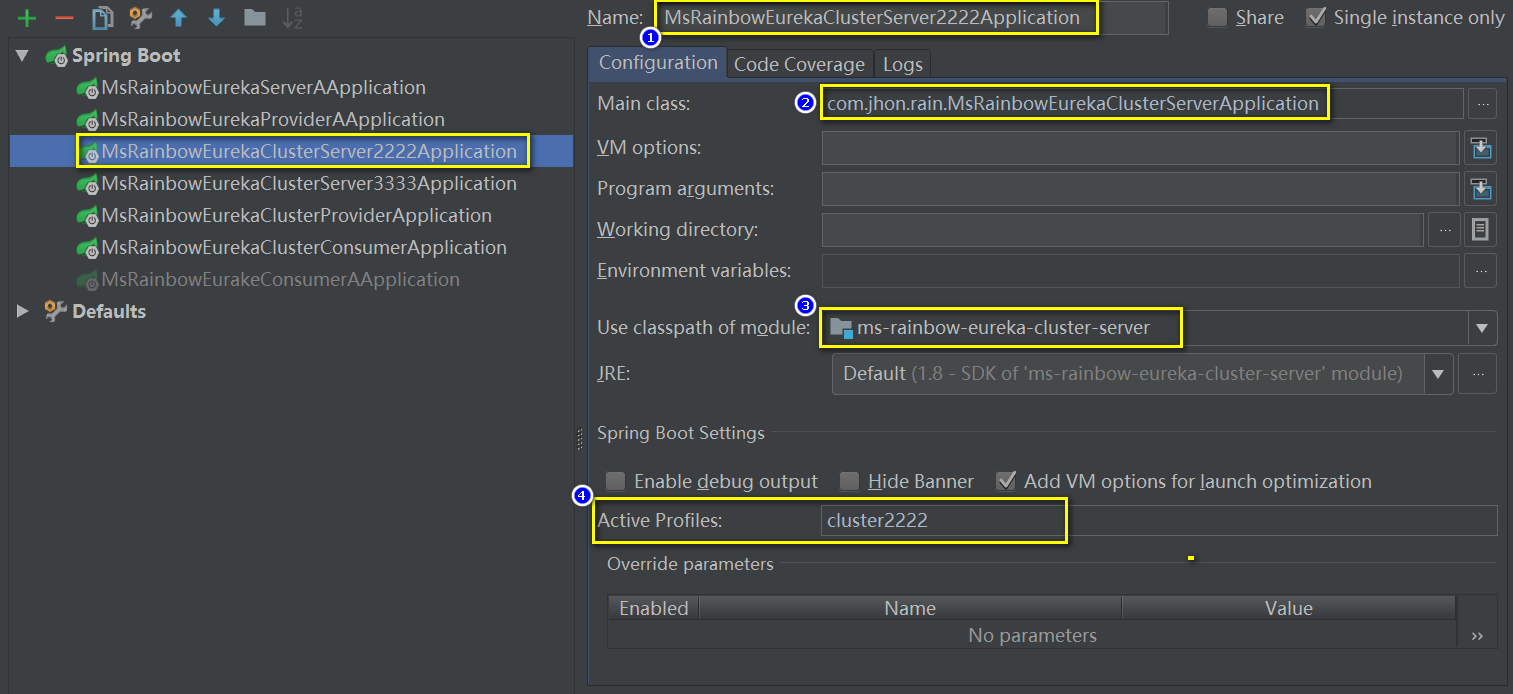 Name: MsRainbowEurekaClusterServer2222Application Share Single instance only
Spring Boot
MsRainbowEurekaServerAApplication
MsRainbowEurekaProviderAApplication
MsRainbowEurekaClusterServer2222Application
MsRainbowEurekaClusterServer3333Application
MsRainbowEurekaClusterProviderApplication
MsRainbowEurekaClusterConsumerApplication
MsRainbowEurakeConsumerAApplication
Defaults
1
Configuration Code Coverage Logs
Main class: 2 com.jhon.rain.MsRainbowEurekaClusterServerApplication ...
VM options:
Program arguments:
Working directory: ...
Environment variables: ...
3
Use classpath of module: ms-rainbow-eureka-cluster-server
JRE: Default (1.8 - SDK of 'ms-rainbow-eureka-cluster-server' module) ...
Spring Boot Settings
Enable debug output Hide Banner Add VM options for launch optimization
4
Active Profiles: cluster2222
Override parameters
Enabled Name Value
No parameters »